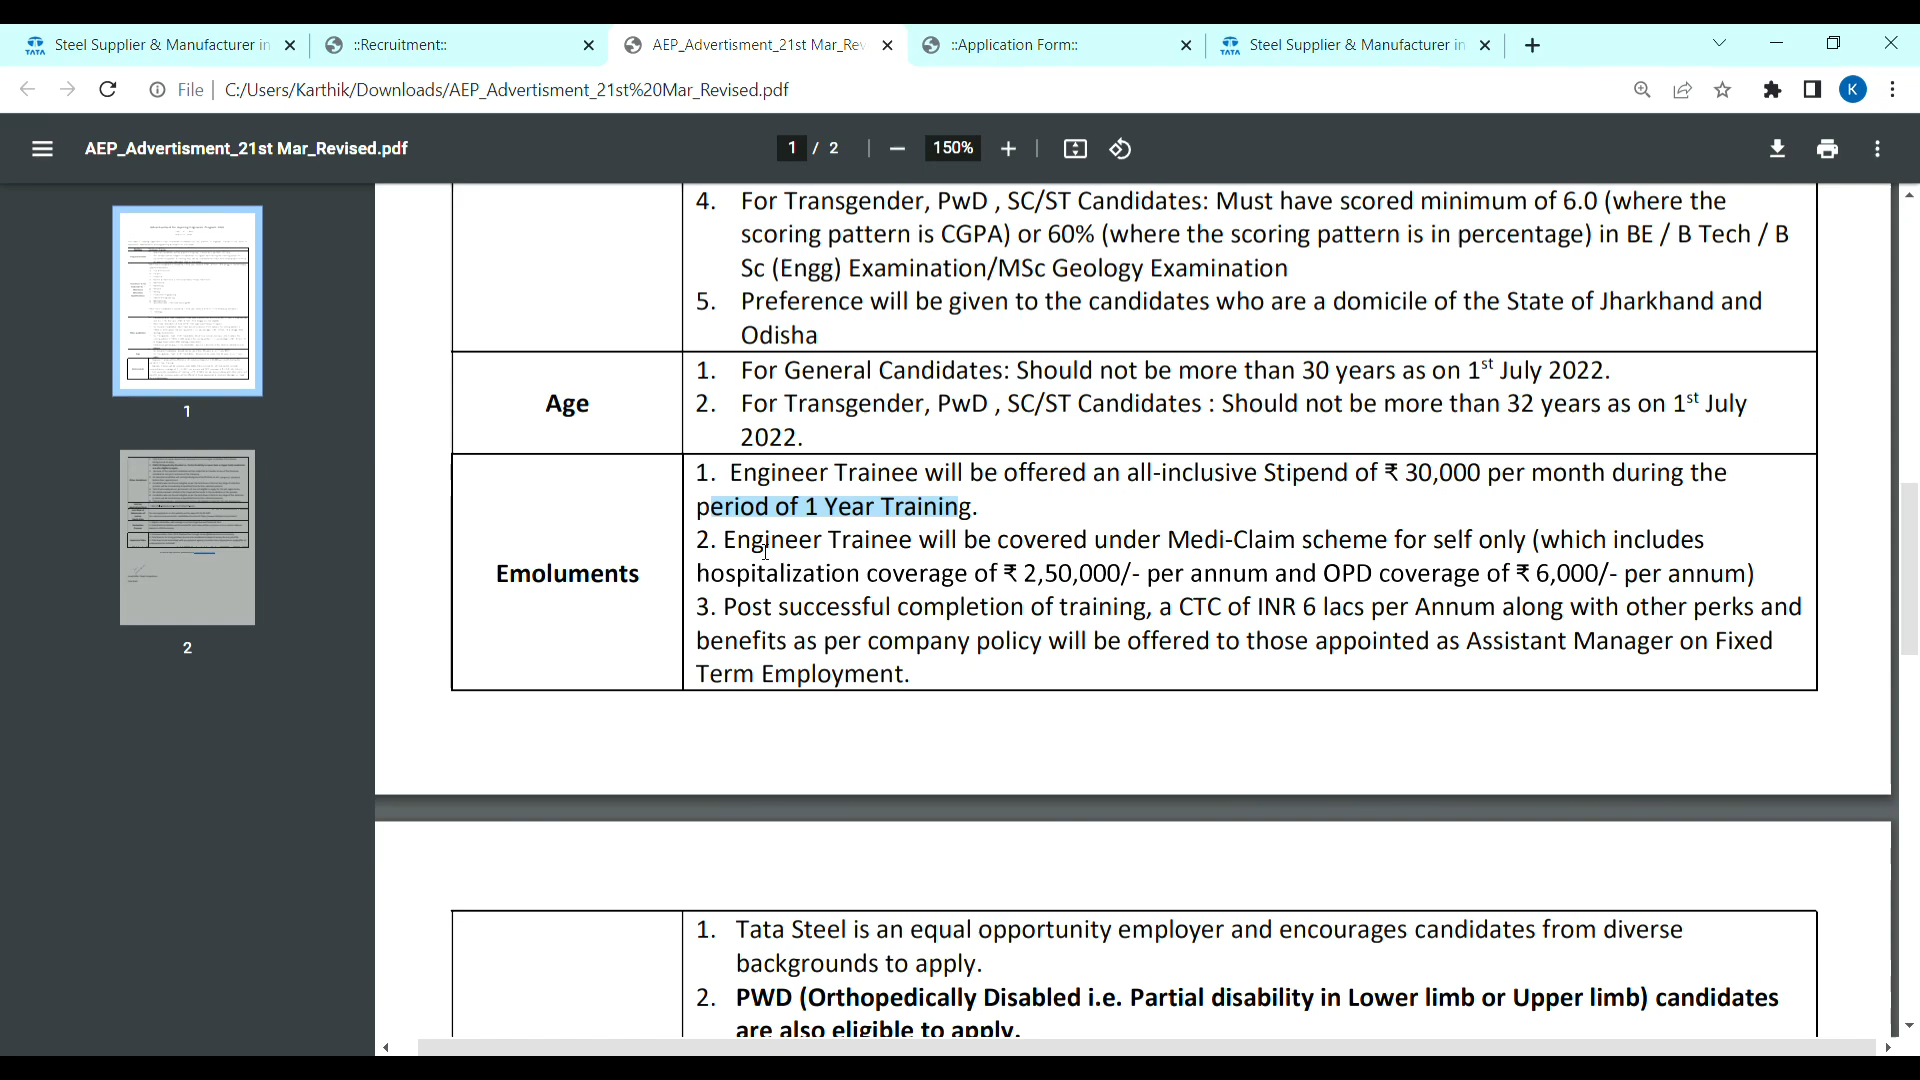 Steel Supplier & Manufacturer in
::Recruitment::
AEP_Advertisment_21st Mar_Rev
::Application Form::
Steel Supplier & Manufacturer in
File
C:/Users/Karthik/Downloads/AEP_Advertisment_21st%20Mar_Revised.pdf
K
AEP_Advertisment_21st Mar_Revised.pdf
1 / 2
150%
4. For Transgender, PwD , SC/ST Candidates: Must have scored minimum of 6.0 (where the
scoring pattern is CGPA) or 60% (where the scoring pattern is in percentage) in BE / B Tech / B
Sc (Engg) Examination/MSc Geology Examination
5. Preference will be given to the candidates who are a domicile of the State of Jharkhand and
Odisha
Age
1. For General Candidates: Should not be more than 30 years as on 1st July 2022.
2. For Transgender, PwD , SC/ST Candidates : Should not be more than 32 years as on 1st July
2022.
Emoluments
1. Engineer Trainee will be offered an all-inclusive Stipend of ₹ 30,000 per month during the
period of 1 Year Training.
2. Engineer Trainee will be covered under Medi-Claim scheme for self only (which includes
hospitalization coverage of ₹ 2,50,000/- per annum and OPD coverage of ₹ 6,000/- per annum)
3. Post successful completion of training, a CTC of INR 6 lacs per Annum along with other perks and
benefits as per company policy will be offered to those appointed as Assistant Manager on Fixed
Term Employment.
1. Tata Steel is an equal opportunity employer and encourages candidates from diverse
backgrounds to apply.
2. PWD (Orthopedically Disabled i.e. Partial disability in Lower limb or Upper limb) candidates
are also eligible to apply.
1
2
TATA
TATA